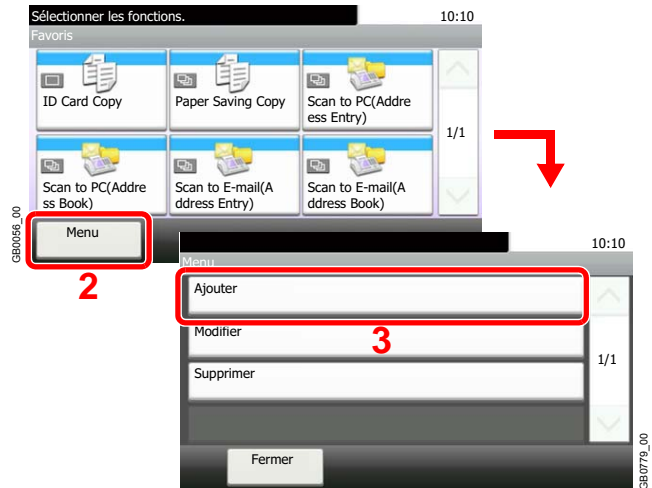 Sélectionner les fonctions.
10:10
Favoris
ID Card Copy
Paper Saving Copy
Scan to PC(Addre
ess Entry)
1/1
Scan to PC(Addre
ss Book)
Scan to E-mail(A
ddress Entry)
Scan to E-mail(A
ddress Book)
GB0056_00
Menu
2
10:10
Menu
Ajouter
3
Modifier
1/1
Supprimer
Fermer
GB0779_00